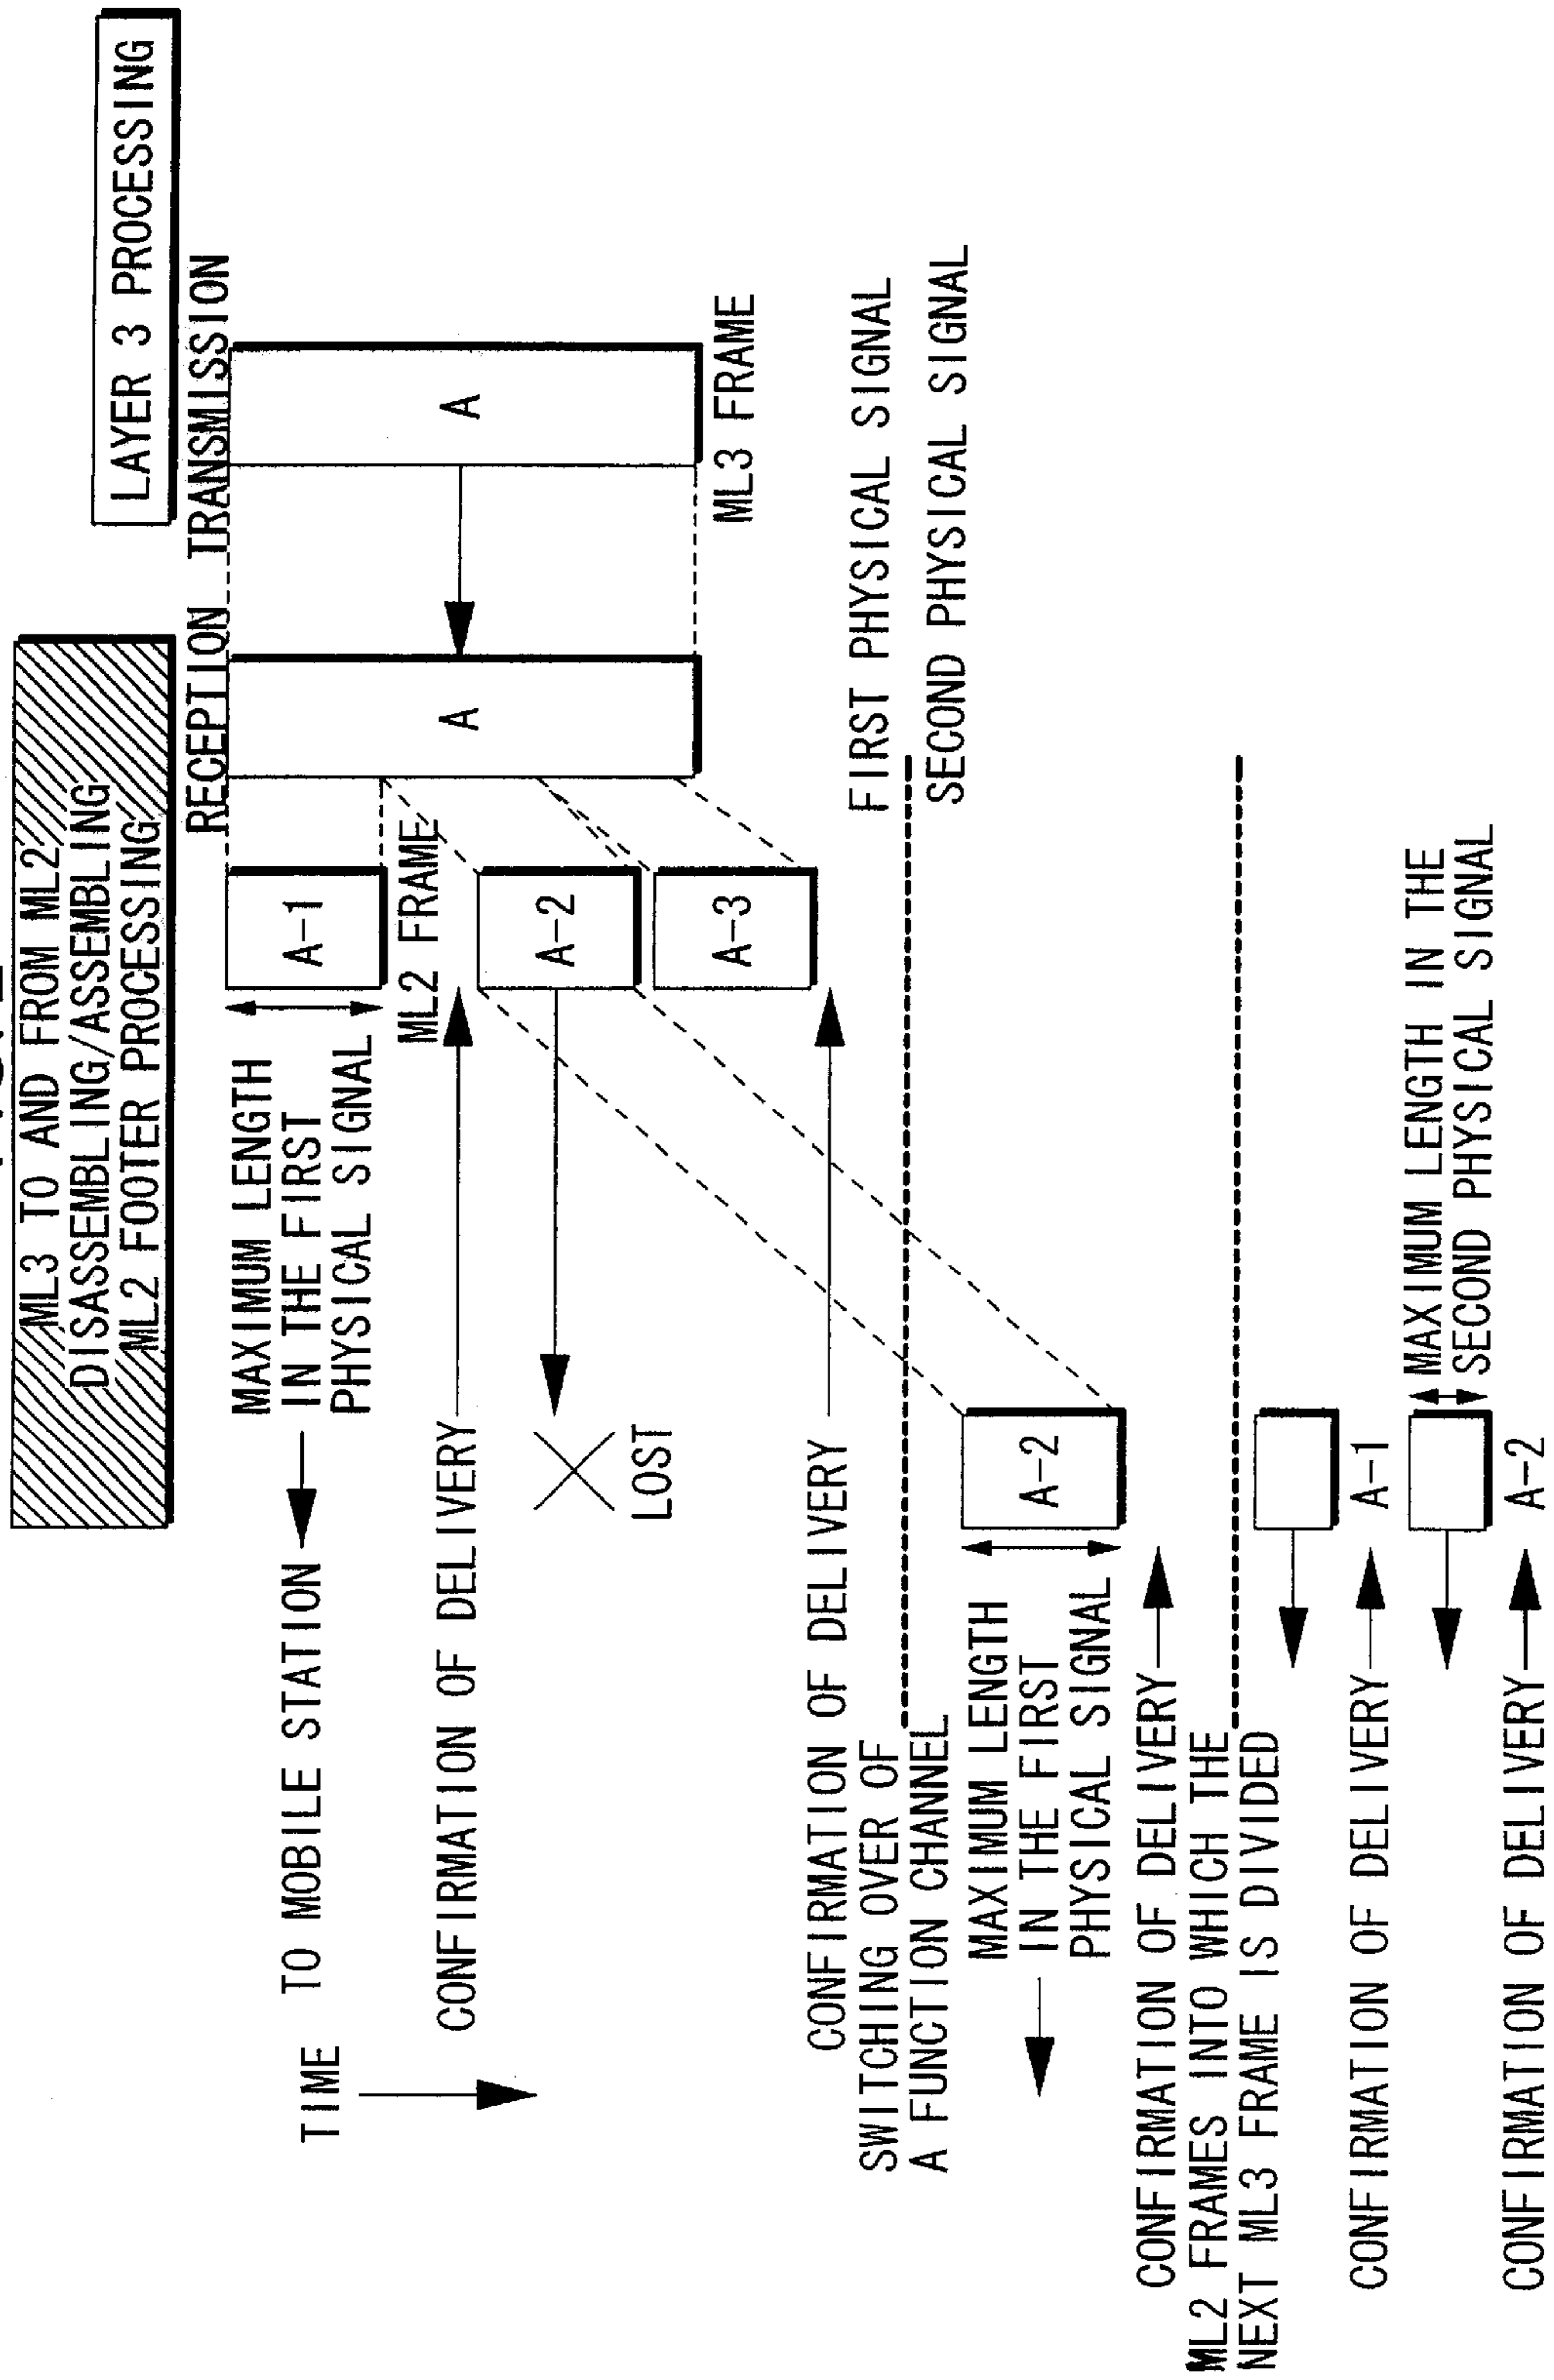 ML3 TO AND FROM ML2
DISASSEMBLING/ASSEMBLING
ML2 FOOTER PROCESSING
LAYER 3 PROCESSING
RECEPTION TRANSMISSION
MAXIMUM LENGTH
IN THE FIRST
PHYSICAL SIGNAL
A-1
A
A
TIME
TO MOBILE STATION
ML2 FRAME
CONFIRMATION OF DELIVERY
A-2
LOST
A-3
ML3 FRAME
CONFIRMATION OF DELIVERY
SWITCHING OVER OF
A FUNCTION CHANNEL
FIRST PHYSICAL SIGNAL
SECOND PHYSICAL SIGNAL
MAXIMUM LENGTH
IN THE FIRST
PHYSICAL SIGNAL
A-2
CONFIRMATION OF DELIVERY
ML2 FRAMES INTO WHICH THE
NEXT ML3 FRAME IS DIVIDED
CONFIRMATION OF DELIVERY
A-1
MAXIMUM LENGTH IN THE
SECOND PHYSICAL SIGNAL
CONFIRMATION OF DELIVERY
A-2